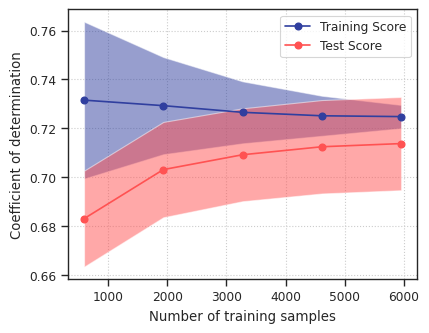 Training Score
Test Score
0.76
0.74
0.72
0.70
0.68
0.66
Coefficient of determination
1000 2000 3000 4000 5000 6000
Number of training samples